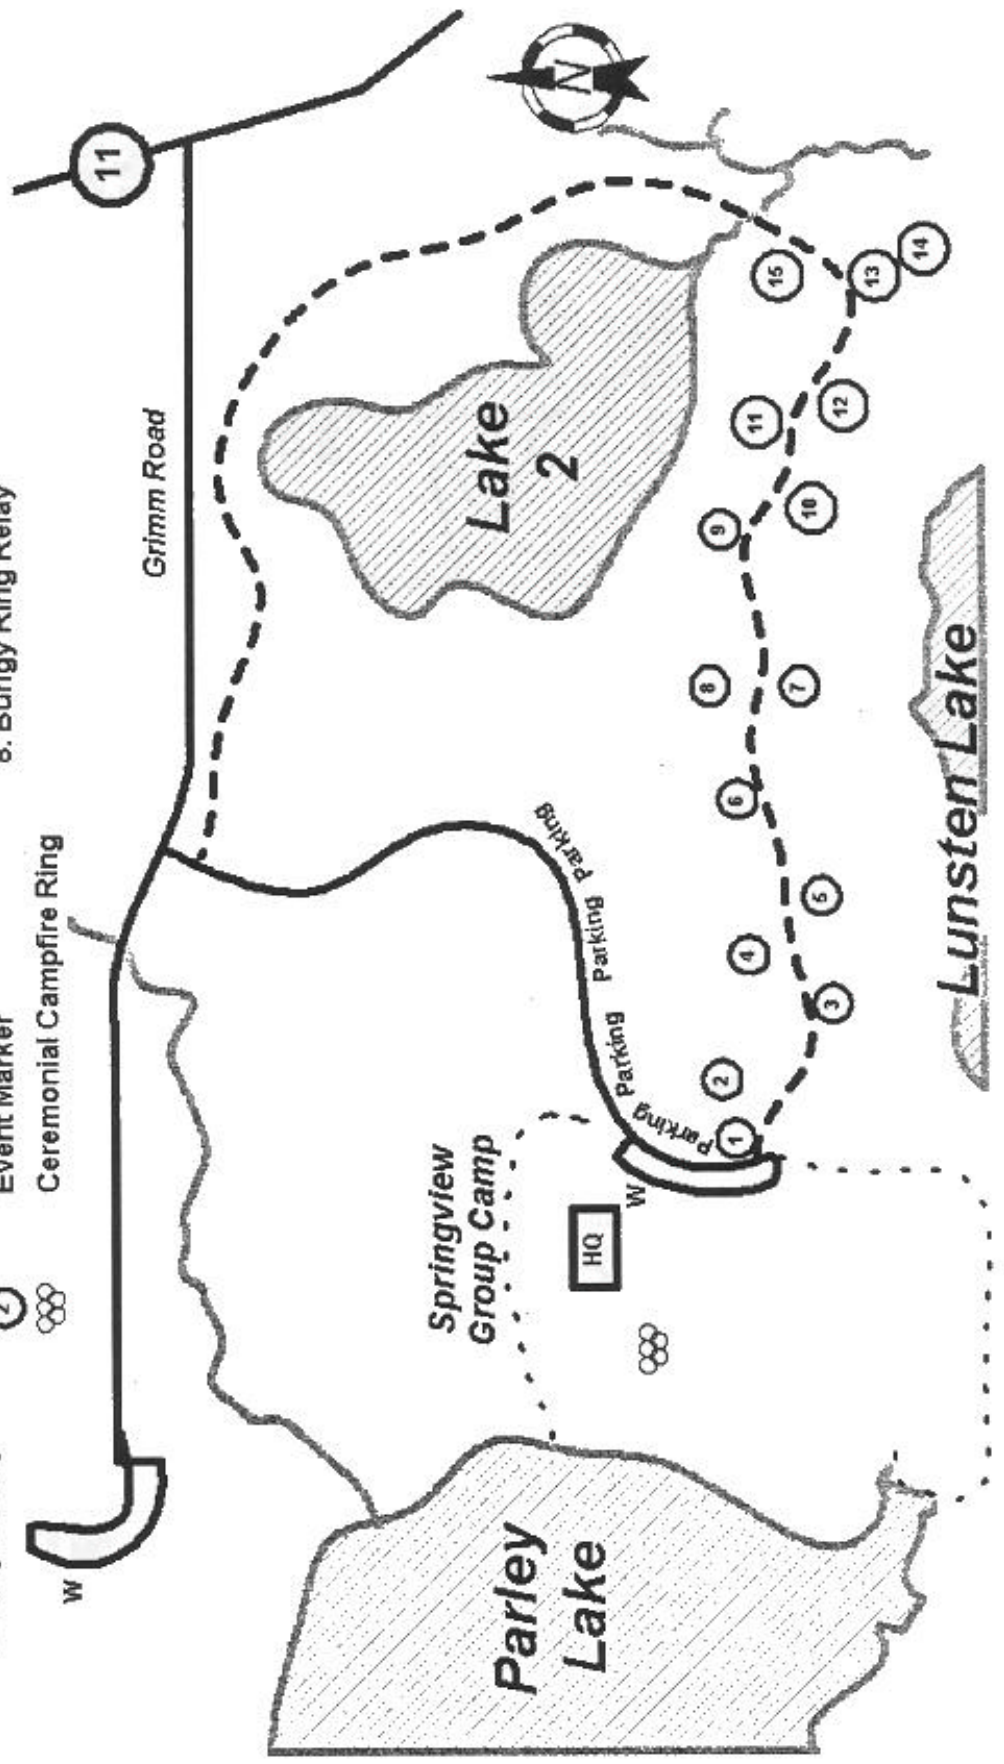 2 Event Marker
8. Bungy Ring Relay
Ceremonial Campfire Ring
W
11
Grimm Road
Springview
Group Camp
Parley
Lake
HQ
W
Parking
Parking
Parking
Parking
Lake
2
N
1
2
3
4
5
6
7
8
9
10
11
12
13
14
15
Lunsten Lake